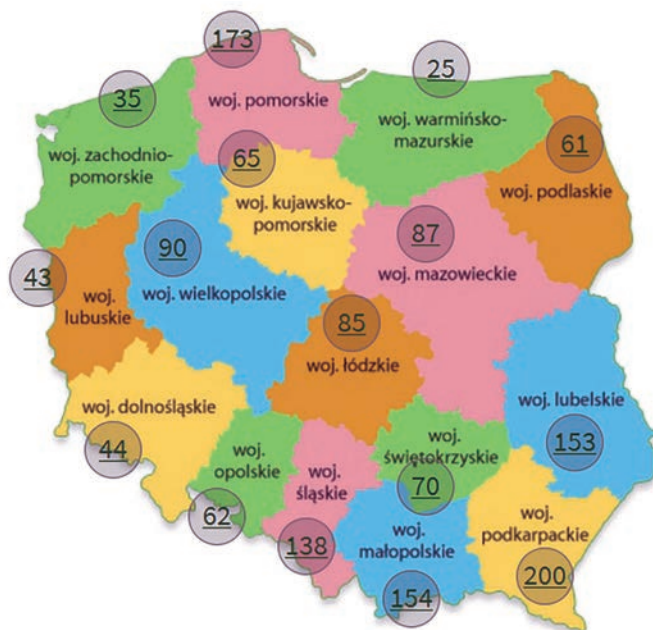 173
woj. pomorskie
25
woj. warmińsko-
mazurskie
35
woj. zachodnio-
pomorskie
65
woj. kujawsko-
pomorskie
61
woj. podlaskie
87
woj. mazowieckie
90
woj. wielkopolskie
43
woj.
lubuskie
85
woj. łódzkie
woj. dolnośląskie
44
woj. lubelskie
153
woj.
opolskie
62
woj.
śląskie
138
woj.
świętokrzyskie
70
woj.
małopolskie
154
woj.
podkarpackie
200